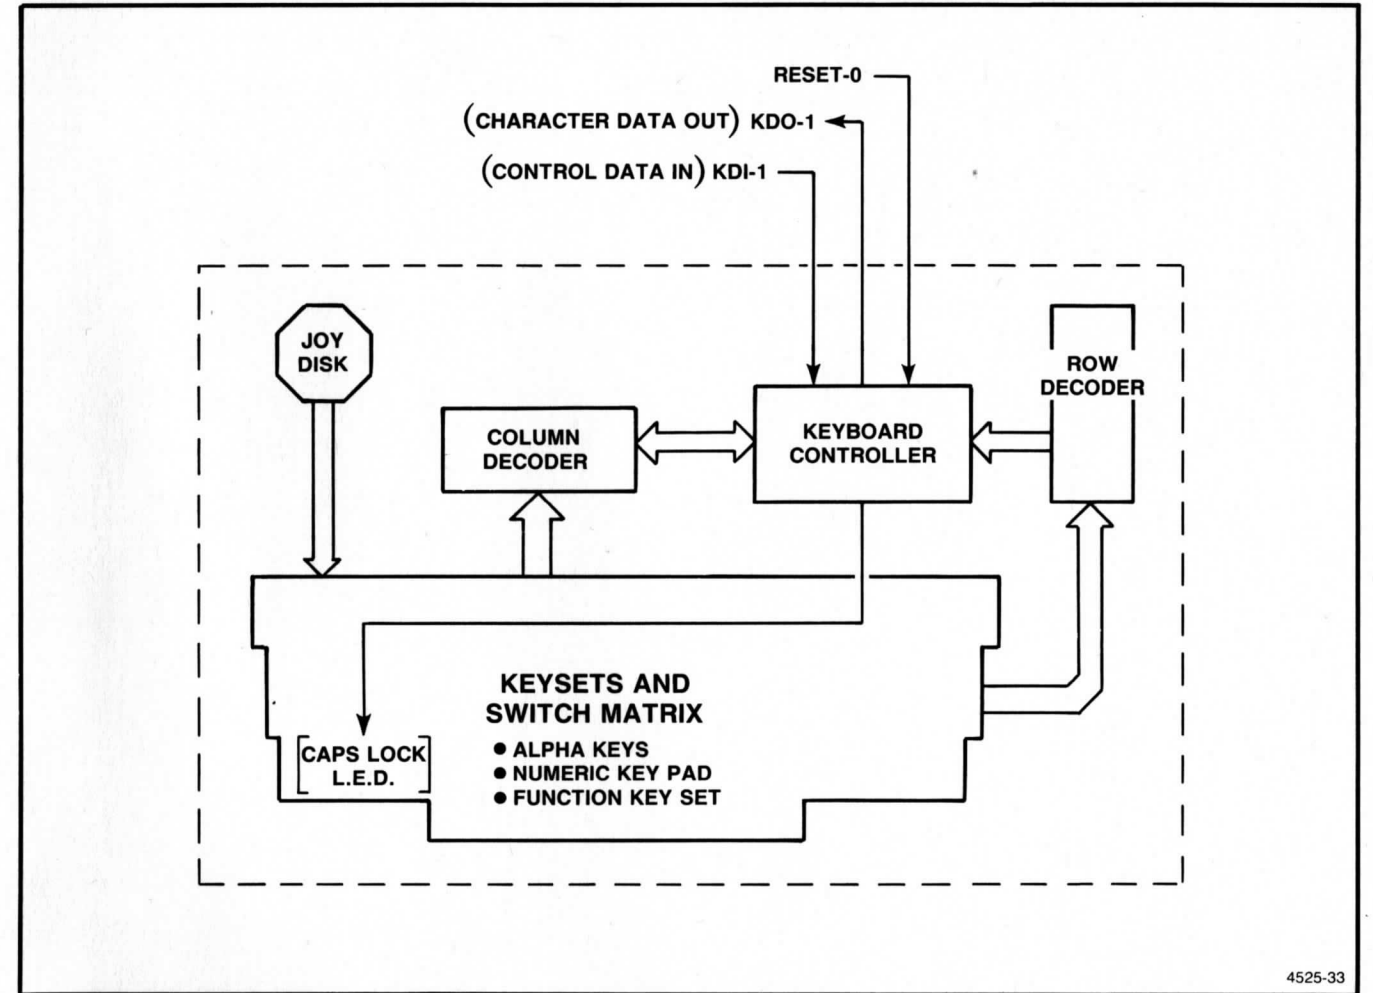 RESET-0
(CHARACTER DATA OUT) KDO-1
(CONTROL DATA IN) KDI-1
JOY
DISK
COLUMN
DECODER
KEYBOARD
CONTROLLER
ROW
DECODER
KEYSETS AND
SWITCH MATRIX
● ALPHA KEYS
● NUMERIC KEY PAD
● FUNCTION KEY SET
[CAPS LOCK
L.E.D.]
4525-33